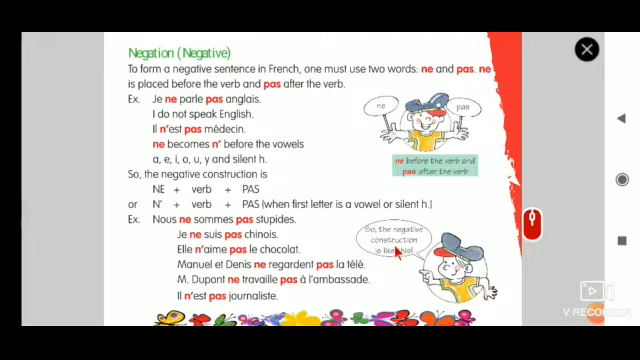 Negation (Negative)
To form a negative sentence in French, one must use two words: ne and pas. ne
is placed before the verb and pas after the verb.
Ex. Je ne parle pas anglais.
I do not speak English.
Il n'est pas médecin.
ne becomes n' before the vowels
a, e, i, o, u, y and silent h.
So, the negative construction is
NE + verb + PAS
or N' + verb + PAS (when first letter is a vowel or silent h.)
Ex. Nous ne sommes pas stupides.
Je ne suis pas chinois.
Elle n'aime pas le chocolat.
Manuel et Denis ne regardent pas la télé.
M. Dupont ne travaille pas à l'ambassade.
Il n'est pas journaliste.
ne
pas
ne before the verb and
pas after the verb
So, the negative
construction
is like this!
V RECORDER